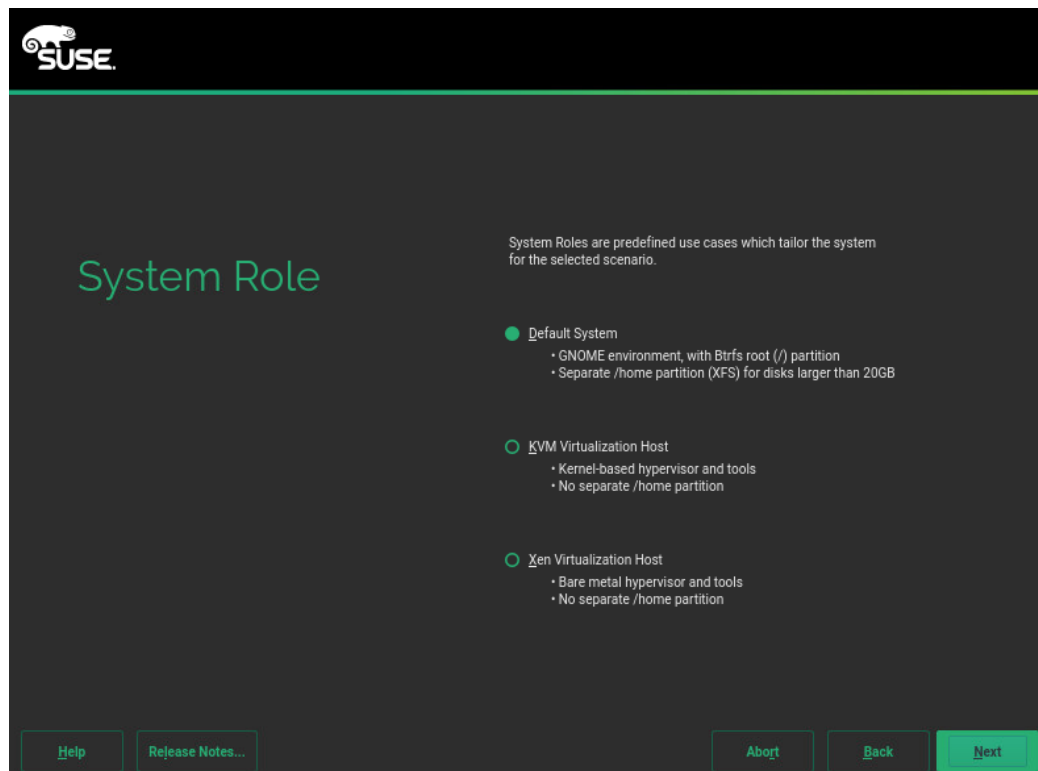 SUSE.
System Role
System Roles are predefined use cases which tailor the system
for the selected scenario.
Default System
• GNOME environment, with Btrfs root (/) partition
• Separate /home partition (XFS) for disks larger than 20GB
KVM Virtualization Host
• Kernel-based hypervisor and tools
• No separate /home partition
Xen Virtualization Host
• Bare metal hypervisor and tools
• No separate /home partition
Help
Release Notes...
Abort
Back
Next